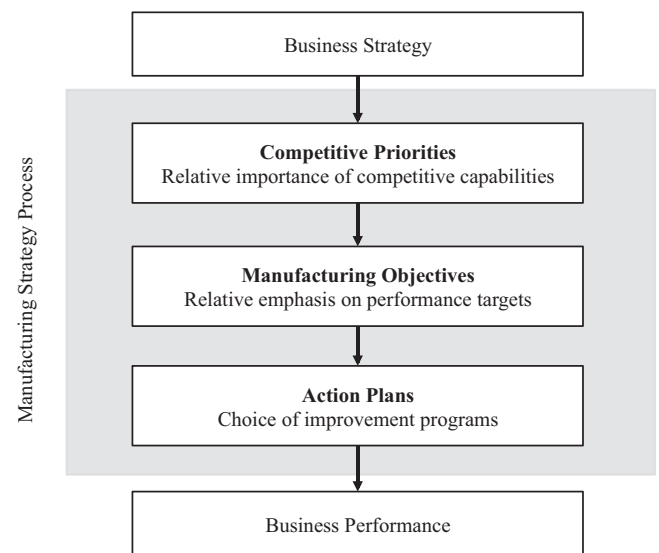 Business Strategy
Manufacturing Strategy Process
Competitive Priorities
Relative importance of competitive capabilities
Manufacturing Objectives
Relative emphasis on performance targets
Action Plans
Choice of improvement programs
Business Performance